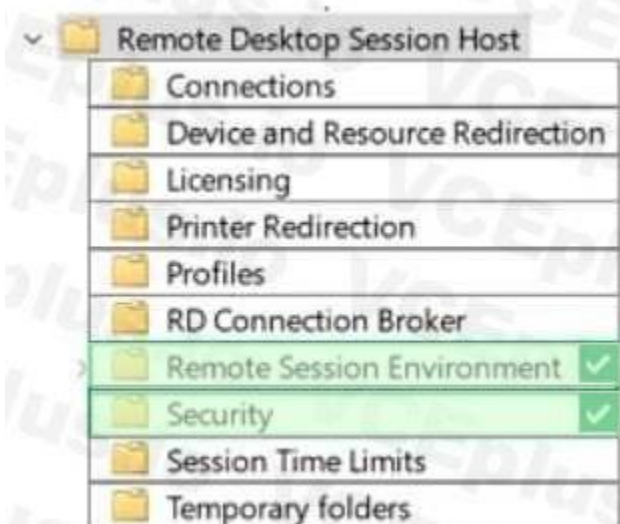 Remote Desktop Session Host
Connections
Device and Resource Redirection
Licensing
Printer Redirection
Profiles
RD Connection Broker
Remote Session Environment
Security
Session Time Limits
Temporary folders